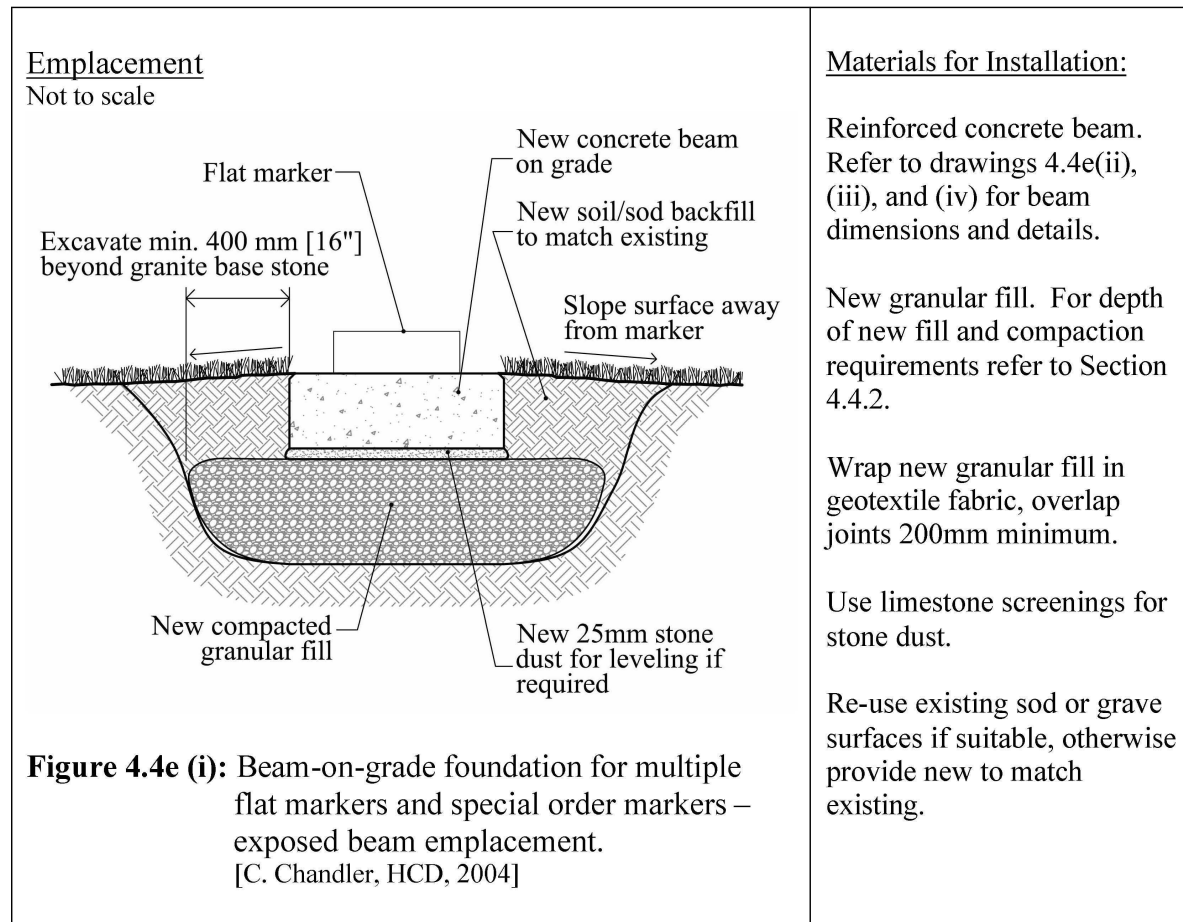 Emplacement
Not to scale
Flat marker
New concrete beam
on grade
New soil/sod backfill
to match existing
Excavate min. 400 mm [16"]
beyond granite base stone
Slope surface away
from marker
New compacted
granular fill
New 25mm stone
dust for leveling if
required
Figure 4.4e (i): Beam-on-grade foundation for multiple
flat markers and special order markers –
exposed beam emplacement.
[C. Chandler, HCD, 2004]
Materials for Installation:
Reinforced concrete beam.
Refer to drawings 4.4e(ii),
(iii), and (iv) for beam
dimensions and details.
New granular fill.  For depth
of new fill and compaction
requirements refer to Section
4.4.2.
Wrap new granular fill in
geotextile fabric, overlap
joints 200mm minimum.
Use limestone screenings for
stone dust.
Re-use existing sod or grave
surfaces if suitable, otherwise
provide new to match
existing.